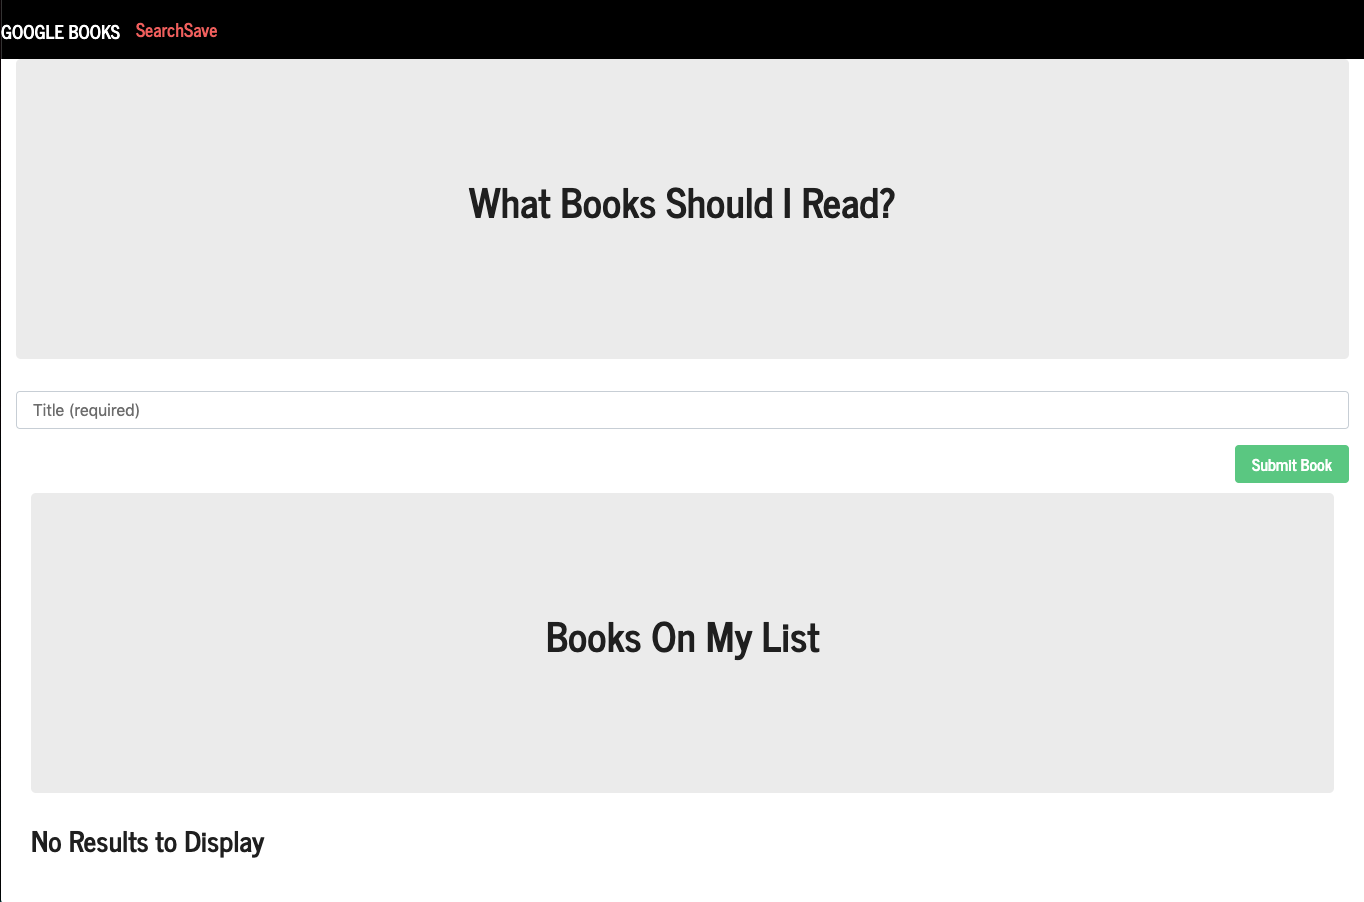 GOOGLE BOOKS SearchSave
What Books Should I Read?
Title (required)
Submit Book
Books On My List
No Results to Display